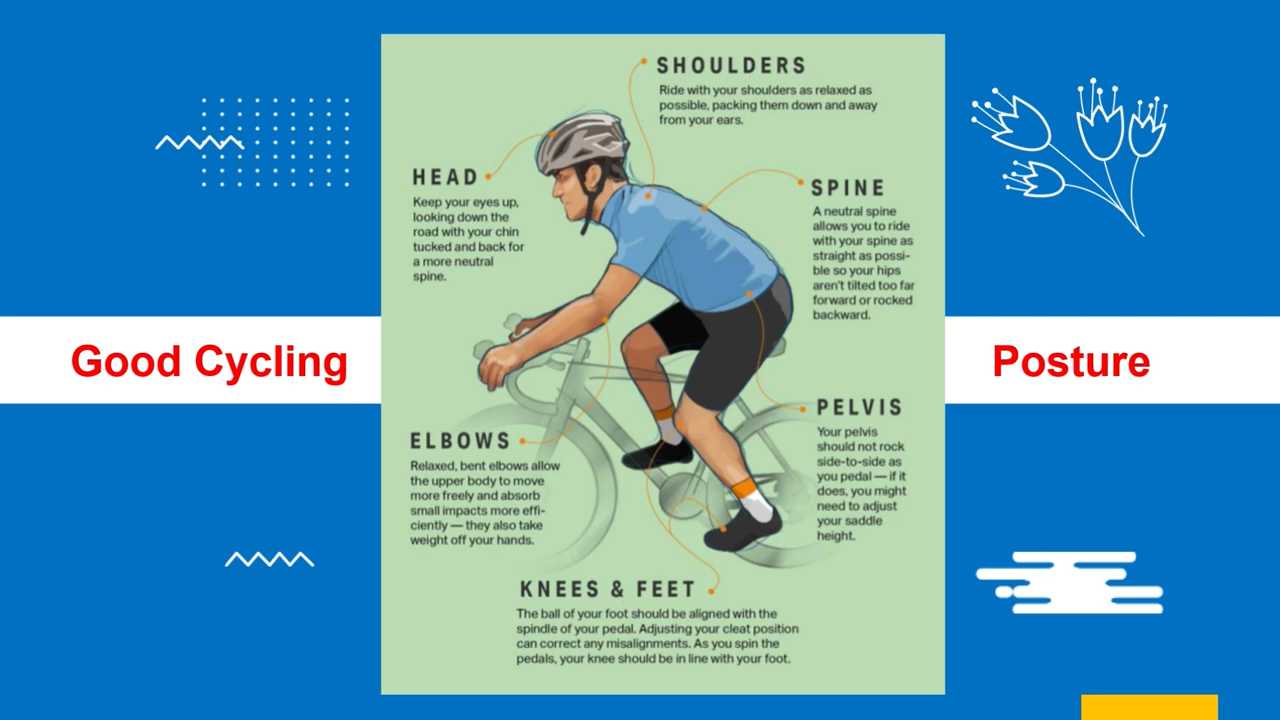 SHOULDERS
Ride with your shoulders as relaxed as
possible, packing them down and away
from your ears.
HEAD
Keep your eyes up,
looking down the
road with your chin
tucked and back for
a more neutral
spine.
SPINE
A neutral spine
allows you to ride
with your spine as
straight as possi-
ble so your hips
aren't tilted too far
forward or rocked
backward.
Good Cycling
Posture
PELVIS
Your pelvis
should not rock
side-to-side as
you pedal — if it
does, you might
need to adjust
your saddle
height.
ELBOWS
Relaxed, bent elbows allow
the upper body to move
more freely and absorb
small impacts more effi-
ciently — they also take
weight off your hands.
KNEES & FEET
The ball of your foot should be aligned with the
spindle of your pedal. Adjusting your cleat position
can correct any misalignments. As you spin the
pedals, your knee should be in line with your foot.